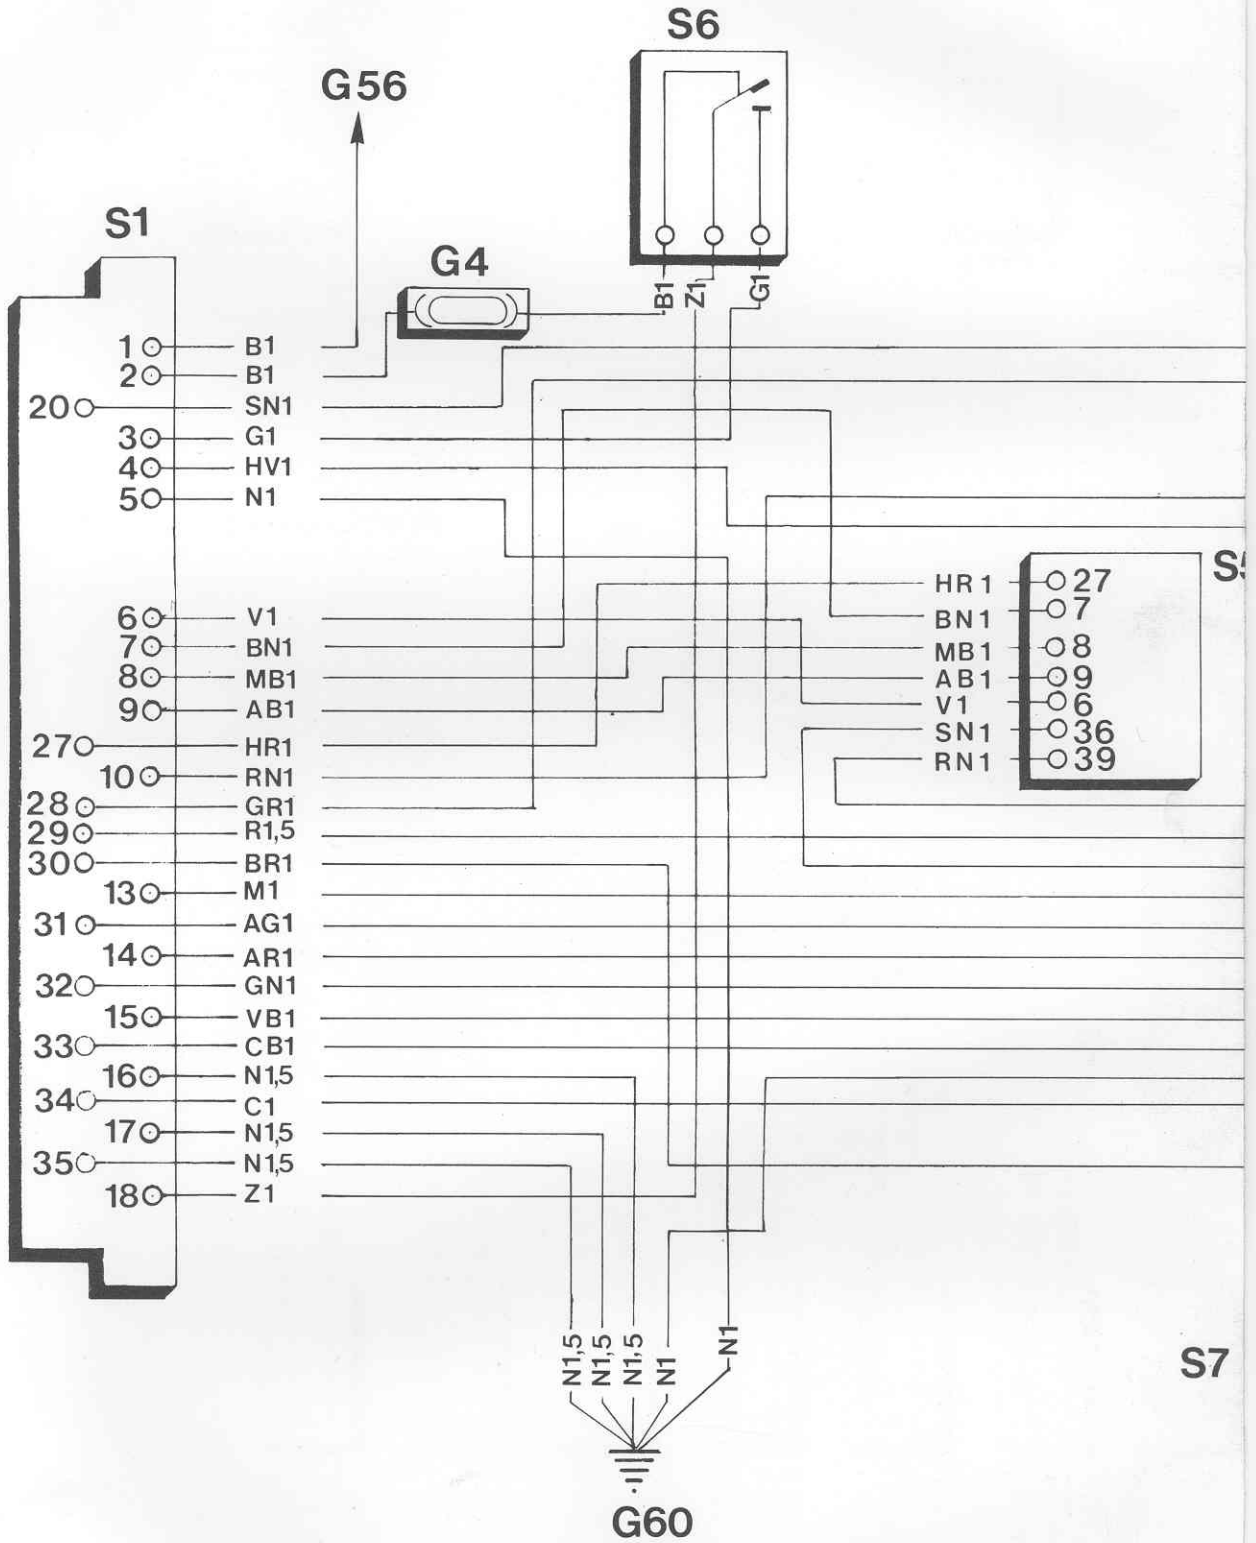 S6
G56
S1
G4
B1
Z1
G1
1 B1
2 B1
20 SN1
3 G1
4 HV1
5 N1
S
HR1 27
BN1 7
MB1 8
AB1 9
V1 6
SN1 36
RN1 39
6 V1
7 BN1
8 MB1
9 AB1
27 HR1
10 RN1
28 GR1
29 R1,5
30 BR1
13 M1
31 AG1
14 AR1
32 GN1
15 VB1
33 CB1
16 N1,5
34 C1
17 N1,5
35 N1,5
18 Z1
N1,5
N1,5
N1,5
N1
N1
S7
G60